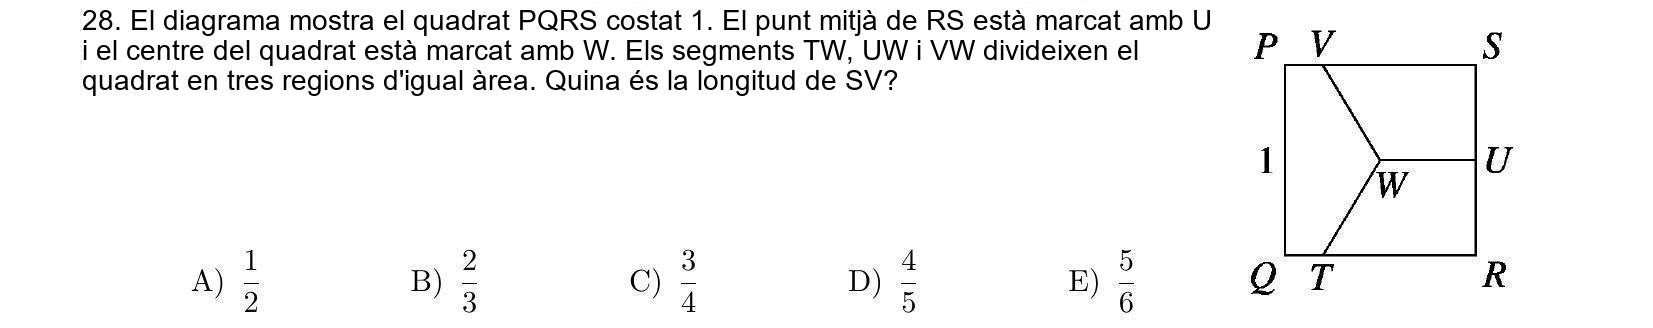 28. El diagrama mostra el quadrat PQRS costat 1. El punt mitjà de RS està marcat amb U
i el centre del quadrat està marcat amb W. Els segments TW, UW i VW divideixen el
quadrat en tres regions d'igual àrea. Quina és la longitud de SV?
P V S
1 U
W
Q T R
A) 1/2 B) 2/3 C) 3/4 D) 4/5 E) 5/6